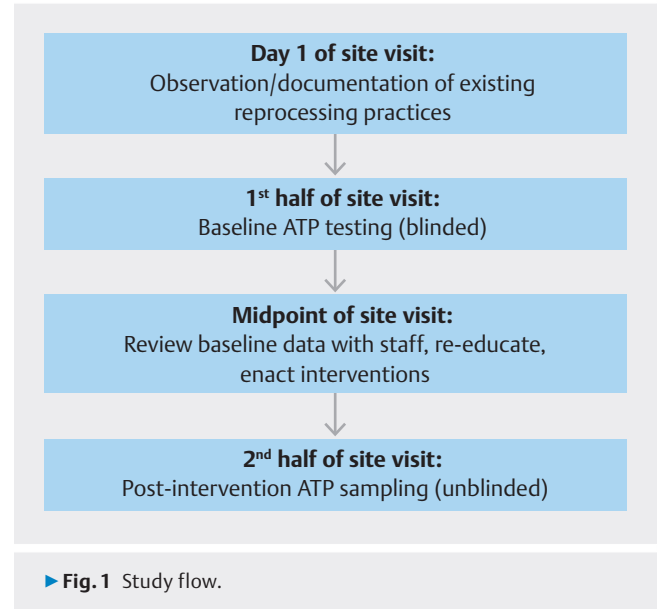 Day 1 of site visit:
Observation/documentation of existing
reprocessing practices
1st half of site visit:
Baseline ATP testing (blinded)
Midpoint of site visit:
Review baseline data with staff, re-educate,
enact interventions
2nd half of site visit:
Post-intervention ATP sampling (unblinded)
▶ Fig. 1 Study flow.